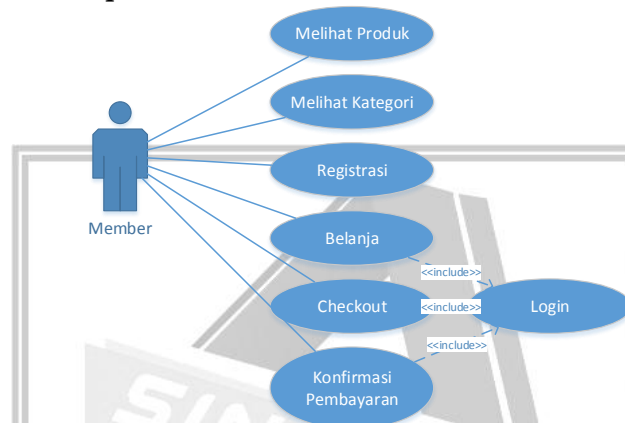 Melihat Produk
Melihat Kategori
Registrasi
Member
Belanja
<<include>>
Checkout
<<include>>
Login
<<include>>
Konfirmasi
Pembayaran